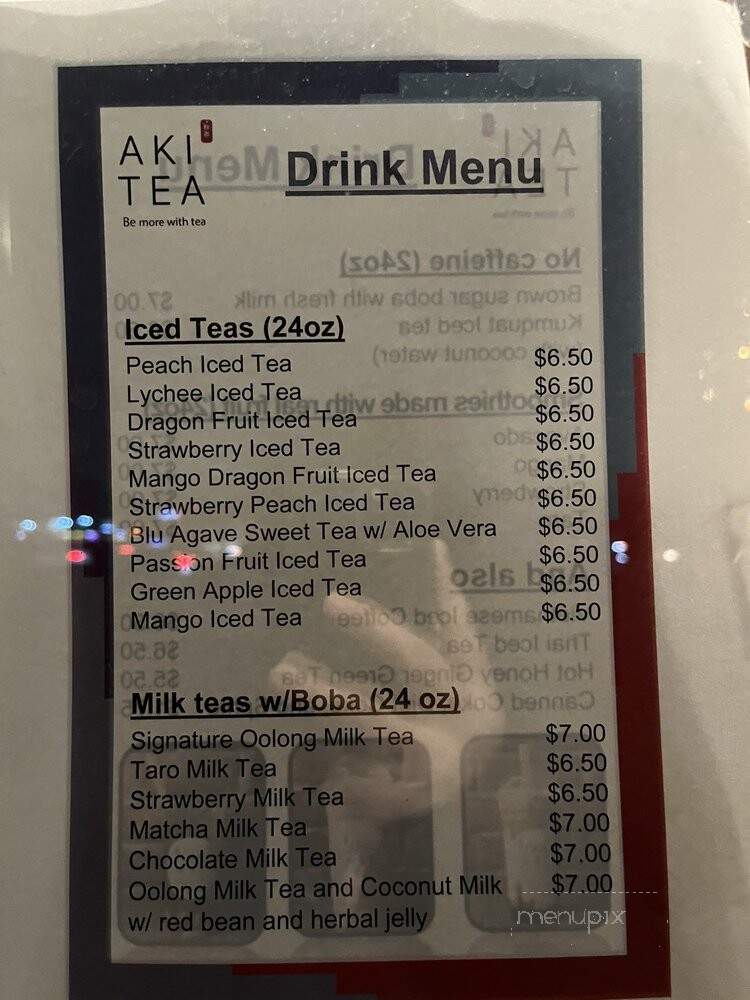 AKI
TEA
Be more with tea
Drink Menu
Iced Teas (24oz)
Peach Iced Tea $6.50
Lychee Iced Tea $6.50
Dragon Fruit Iced Tea $6.50
Strawberry Iced Tea $6.50
Mango Dragon Fruit Iced Tea $6.50
Strawberry Peach Iced Tea $6.50
Blu Agave Sweet Tea w/ Aloe Vera $6.50
Passion Fruit Iced Tea $6.50
Green Apple Iced Tea $6.50
Mango Iced Tea $6.50
Milk teas w/Boba (24 oz)
Signature Oolong Milk Tea $7.00
Taro Milk Tea $6.50
Strawberry Milk Tea $6.50
Matcha Milk Tea $7.00
Chocolate Milk Tea $7.00
Oolong Milk Tea and Coconut Milk $7.00
w/ red bean and herbal jelly
menupix